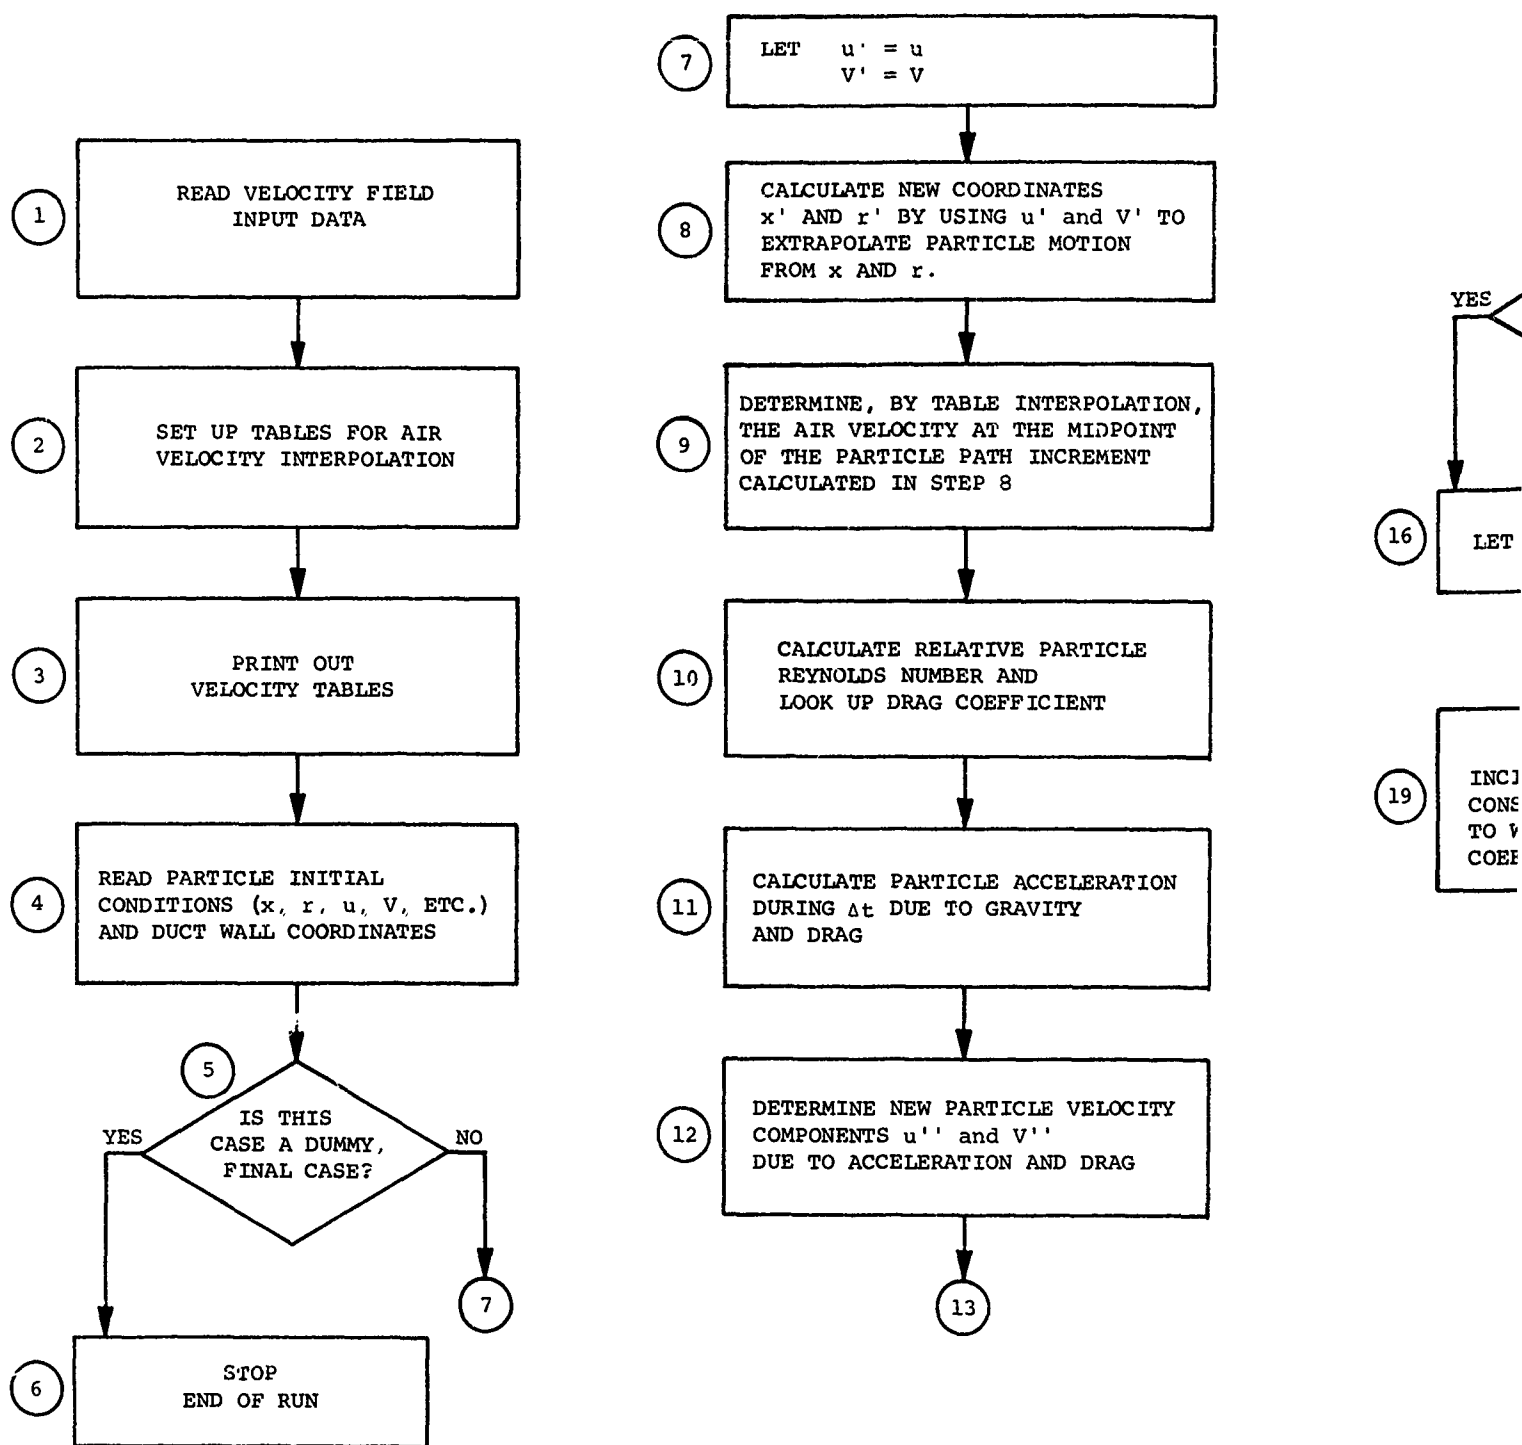 1
READ VELOCITY FIELD
INPUT DATA
2
SET UP TABLES FOR AIR
VELOCITY INTERPOLATION
3
PRINT OUT
VELOCITY TABLES
4
READ PARTICLE INITIAL
CONDITIONS (x, r, u, V, ETC.)
AND DUCT WALL COORDINATES
5
IS THIS
CASE A DUMMY,
FINAL CASE?
YES
NO
7
6
STOP
END OF RUN
7
LET u' = u
V' = V
8
CALCULATE NEW COORDINATES
x' AND r' BY USING u' and V' TO
EXTRAPOLATE PARTICLE MOTION
FROM x AND r.
9
DETERMINE, BY TABLE INTERPOLATION,
THE AIR VELOCITY AT THE MIDPOINT
OF THE PARTICLE PATH INCREMENT
CALCULATED IN STEP 8
10
CALCULATE RELATIVE PARTICLE
REYNOLDS NUMBER AND
LOOK UP DRAG COEFFICIENT
11
CALCULATE PARTICLE ACCELERATION
DURING Δt DUE TO GRAVITY
AND DRAG
12
DETERMINE NEW PARTICLE VELOCITY
COMPONENTS u'' and V''
DUE TO ACCELERATION AND DRAG
13
YES
16
LET
19
TO